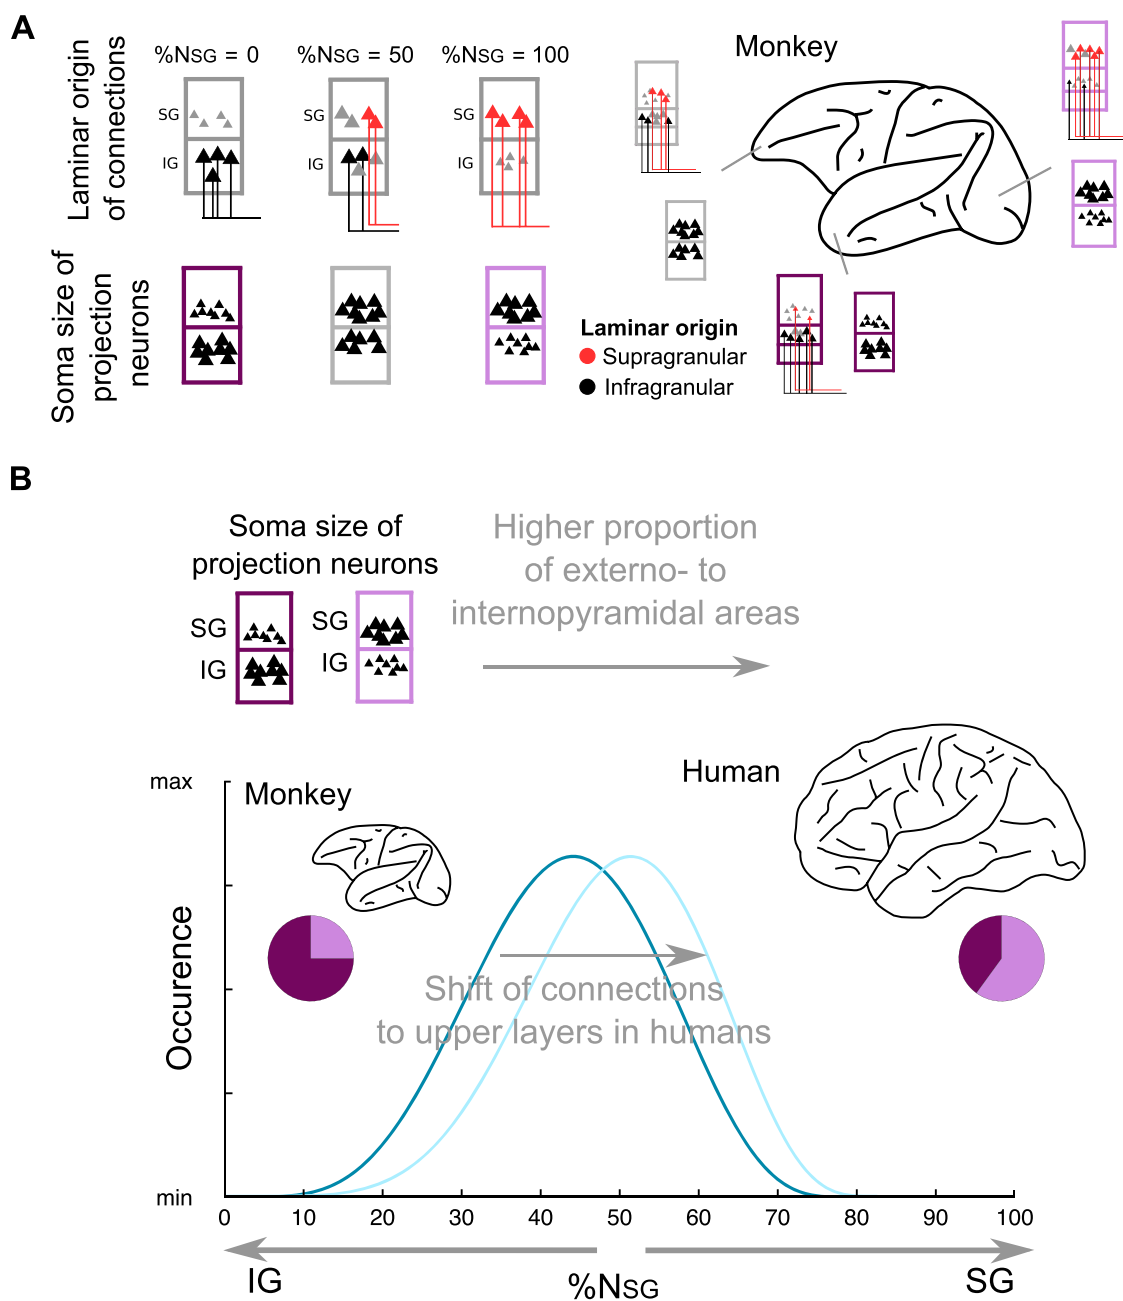 A
Laminar origin
of connections
%NSG = 0
%NSG = 50
%NSG = 100
SG
IG
SG
IG
SG
IG
Soma size of
projection
neurons
Monkey
Laminar origin
Supragranular
Infragranular
B
Soma size of
projection neurons
SG
IG
SG
IG
Higher proportion
of externo- to
internopyramidal areas
Monkey
Human
max
Occurence
min
Shift of connections
to upper layers in humans
0 10 20 30 40 50 60 70 80 90 100
IG
%NSG
SG